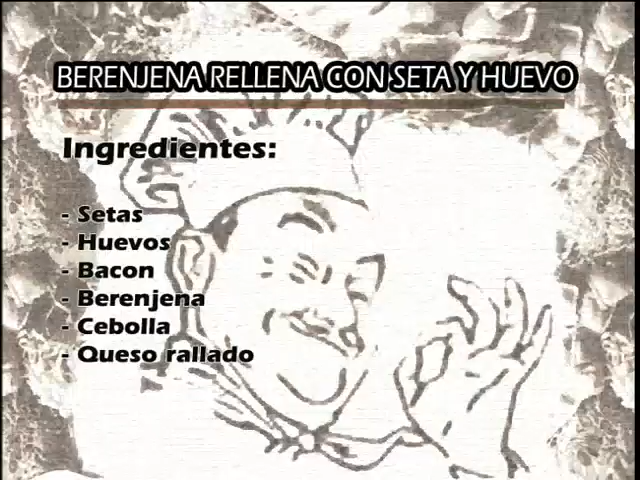 BERENJENA RELLENA CON SETA Y HUEVO
Ingredientes:
- Setas
- Huevos
- Bacon
- Berenjena
- Cebolla
- Queso rallado